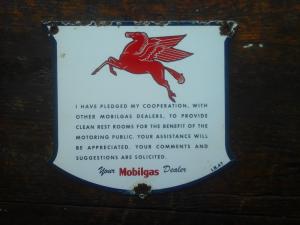 I HAVE PLEDGED MY COOPERATION, WITH
OTHER MOBILGAS DEALERS, TO PROVIDE
CLEAN REST ROOMS FOR THE BENEFIT OF THE
MOTORING PUBLIC. YOUR ASSISTANCE WILL
BE APPRECIATED. YOUR COMMENTS AND
SUGGESTIONS ARE SOLICITED.
Your Mobilgas Dealer